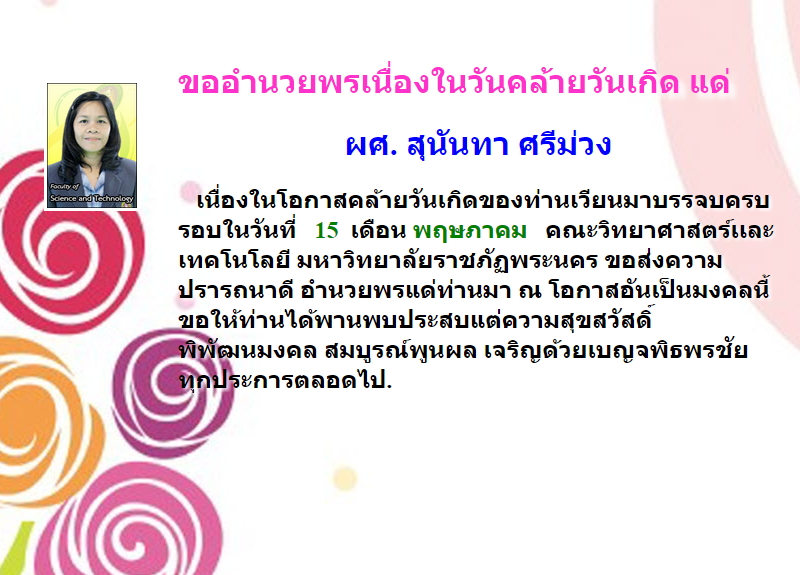 ขออำนวยพรเนื่องในวันคล้ายวันเกิด แด่
ผศ. สุนันทา ศรีม่วง
Faculty of
Science and Technology
เนื่องในโอกาสคล้ายวันเกิดของท่านเวียนมาบรรจบครบ
รอบในวันที่ 15 เดือน พฤษภาคม คณะวิทยาศาสตร์และ
เทคโนโลยี มหาวิทยาลัยราชภัฏพระนคร ขอส่งความ
ปรารถนาดี อำนวยพรแด่ท่านมา ณ โอกาสอันเป็นมงคลนี้
ขอให้ท่านได้พานพบประสบแต่ความสุขสวัสดิ์
พิพัฒนมงคล สมบูรณ์พูนผล เจริญด้วยเบญจพิธพรชัย
ทุกประการตลอดไป.